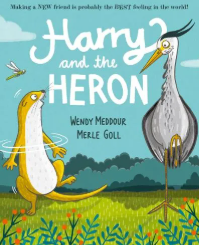 Making a NEW friend is probably the BEST feeling in the world!
Harry
and the
HERON
WENDY MEDDOUR
MERLE GOLL